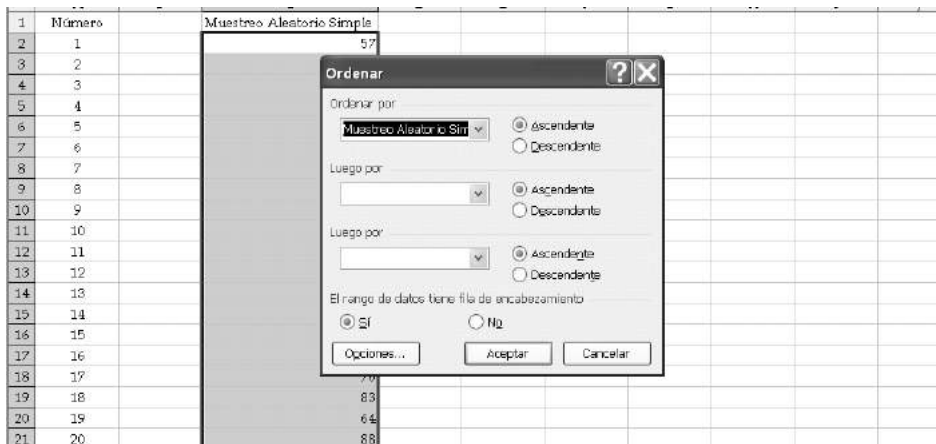 1 Número Muestreo Aleatorio Simple
2 1 57
3 2
4 3
5 4
6 5
7 6
8 7
9 8
10 9
11 10
12 11
13 12
14 13
15 14
16 15
17 16
18 17
19 18 83
20 19 64
21 20 88
Ordenar
Ordenar por
Muestreo Aleatorio Sim
Ascendente
Descendente
Luego por
Ascendente
Descendente
Luego por
Ascendente
Descendente
El rango de datos tiene fila de encabezamiento
Sí No
Opciones... Aceptar Cancelar